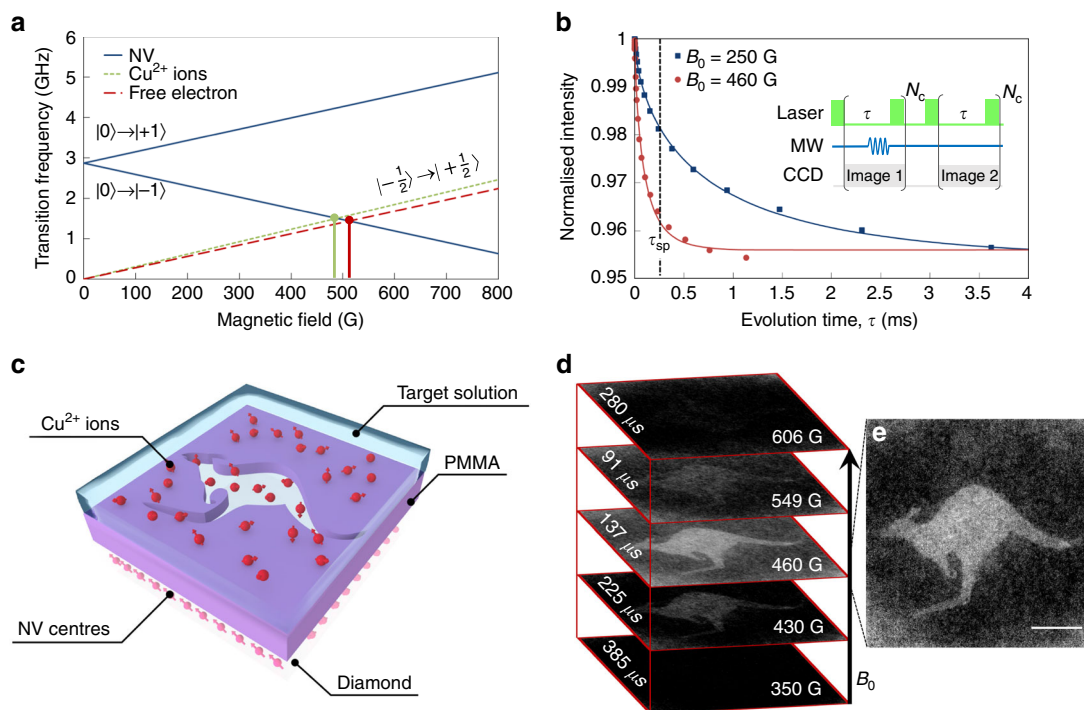 a
6
5
4
3
2
1
0
Transition frequency (GHz)
NV
Cu²⁺ ions
Free electron
|0⟩→|+1⟩
|0⟩→|−1⟩
|−1/2⟩→|+1/2⟩
0 100 200 300 400 500 600 700 800
Magnetic field (G)
b
1
0.99
0.98
0.97
0.96
0.95
Normalised intensity
B₀ = 250 G
B₀ = 460 G
Laser τ N_c τ N_c
MW
CCD Image 1 Image 2
τ_sp
0 0.5 1 1.5 2 2.5 3 3.5 4
Evolution time, τ (ms)
c
Target solution
Cu²⁺ ions
PMMA
NV centres
Diamond
d
280 μs
606 G
91 μs
549 G
137 μs
460 G
225 μs
430 G
385 μs
350 G
B₀
e